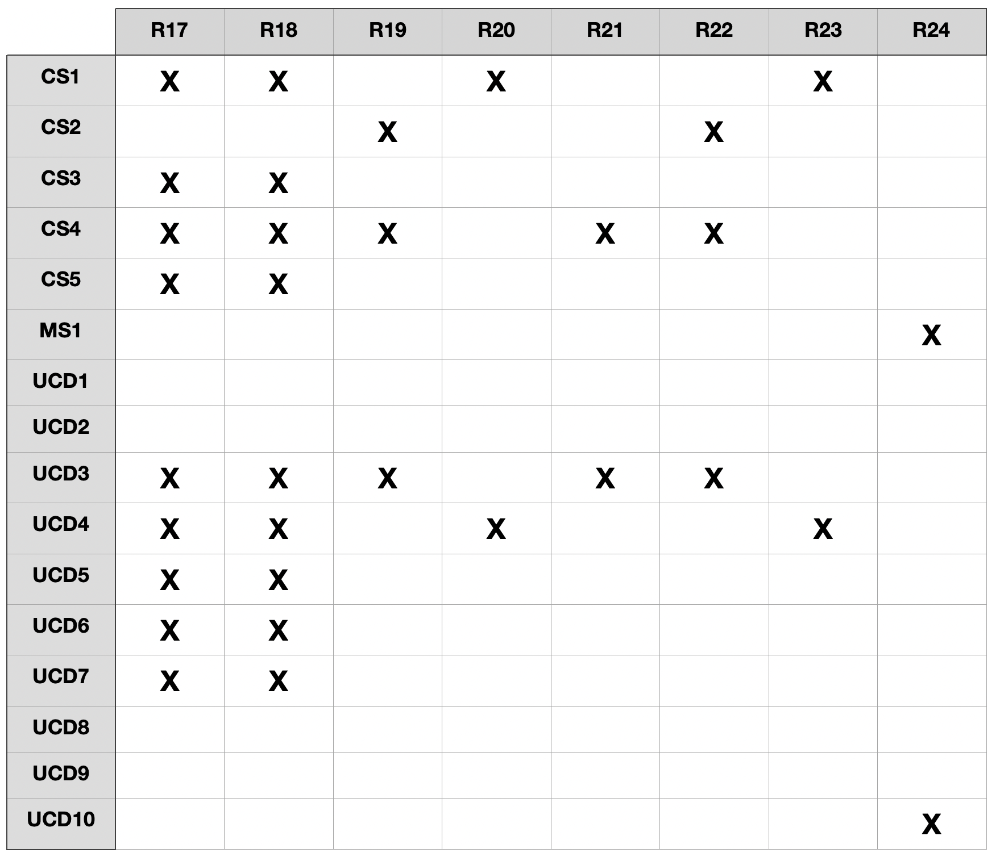 R17 R18 R19 R20 R21 R22 R23 R24
CS1 X X X X
CS2 X X
CS3 X X
CS4 X X X X X
CS5 X X
MS1 X
UCD1
UCD2
UCD3 X X X X X
UCD4 X X X X
UCD5 X X
UCD6 X X
UCD7 X X
UCD8
UCD9
UCD10 X